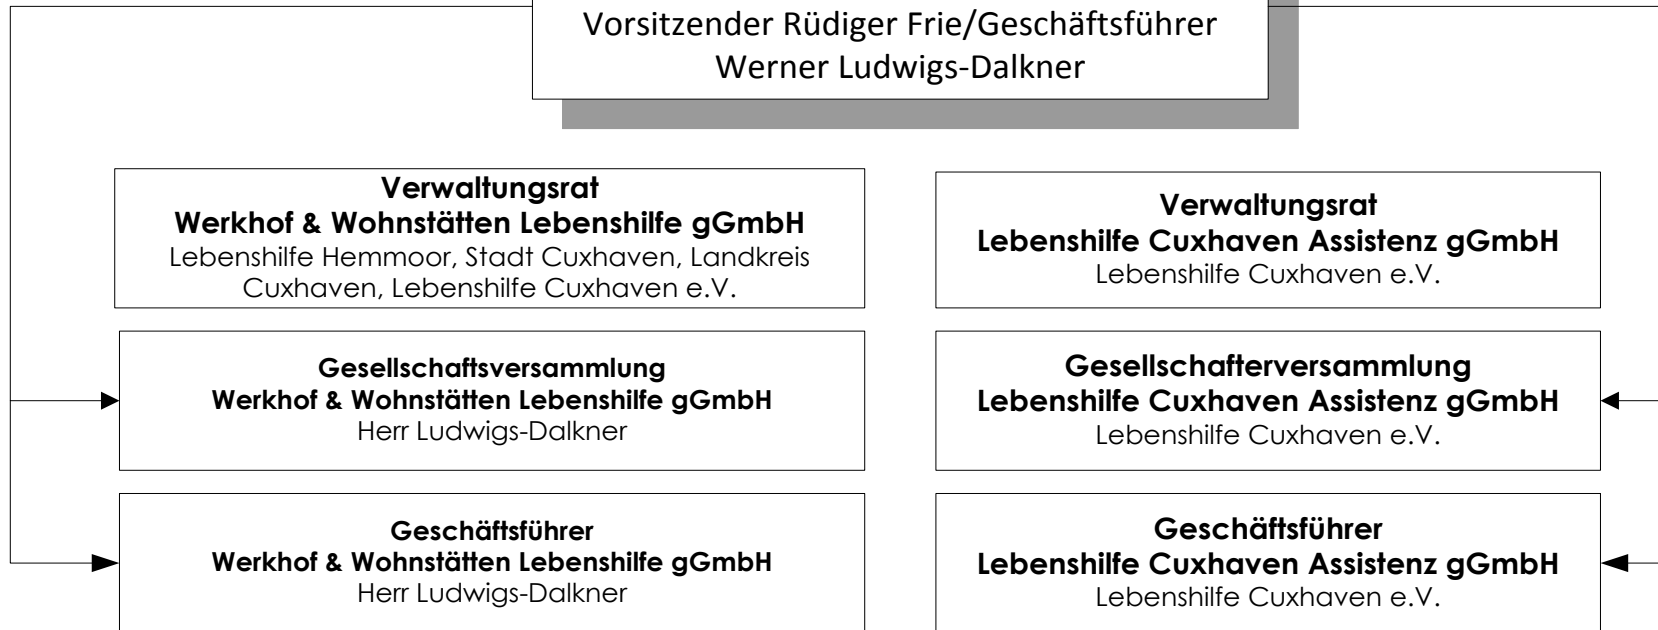 Vorsitzender Rüdiger Frie/Geschäftsführer
Werner Ludwigs-Dalkner
Verwaltungsrat
Werkhof & Wohnstätten Lebenshilfe gGmbH
Lebenshilfe Hemmoor, Stadt Cuxhaven, Landkreis
Cuxhaven, Lebenshilfe Cuxhaven e.V.
Verwaltungsrat
Lebenshilfe Cuxhaven Assistenz gGmbH
Lebenshilfe Cuxhaven e.V.
Gesellschaftsversammlung
Werkhof & Wohnstätten Lebenshilfe gGmbH
Herr Ludwigs-Dalkner
Gesellschafterversammlung
Lebenshilfe Cuxhaven Assistenz gGmbH
Lebenshilfe Cuxhaven e.V.
Geschäftsführer
Werkhof & Wohnstätten Lebenshilfe gGmbH
Herr Ludwigs-Dalkner
Geschäftsführer
Lebenshilfe Cuxhaven Assistenz gGmbH
Lebenshilfe Cuxhaven e.V.